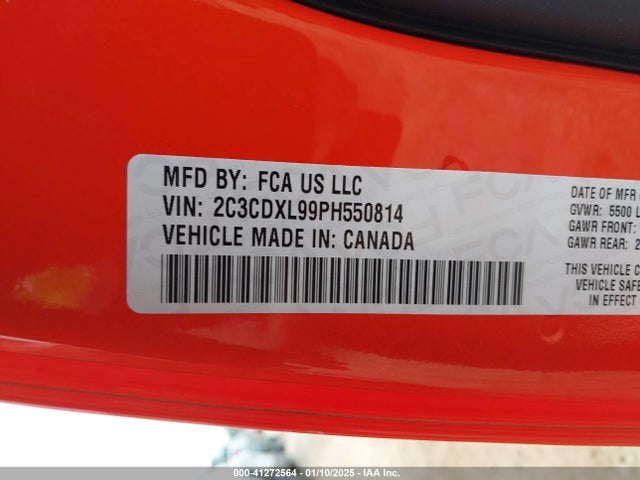 MFD BY: FCA US LLC
VIN: 2C3CDXL99PH550814
VEHICLE MADE IN: CANADA
DATE OF MFR
GVWR: 5500 L
GAWR FRONT:
GAWR REAR: 2
THIS VEHICLE C
VEHICLE SAFE
IN EFFECT
000-41272564 - 01/10/2025 - IAA Inc.